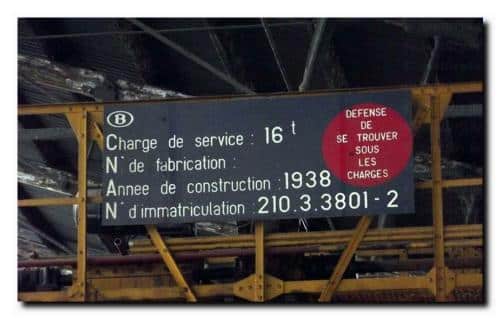 B
Charge de service : 16 t
N° de fabrication :
Annee de construction : 1938
N° d'immatriculation : 210.3.3801-2
DEFENSE
DE
SE TROUVER
SOUS
LES
CHARGES